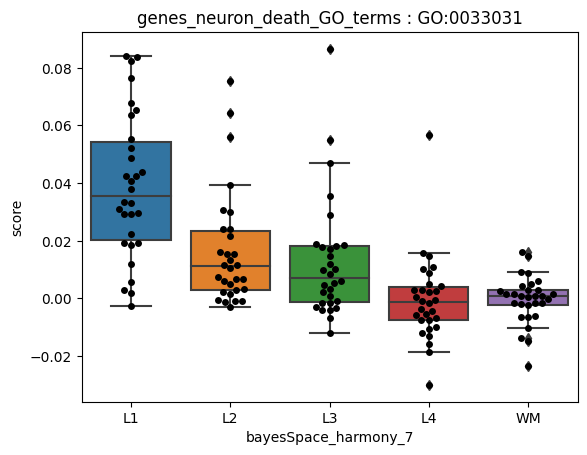 genes_neuron_death_GO_terms : GO:0033031
score
0.08
0.06
0.04
0.02
0.00
−0.02
L1 L2 L3 L4 WM
bayesSpace_harmony_7